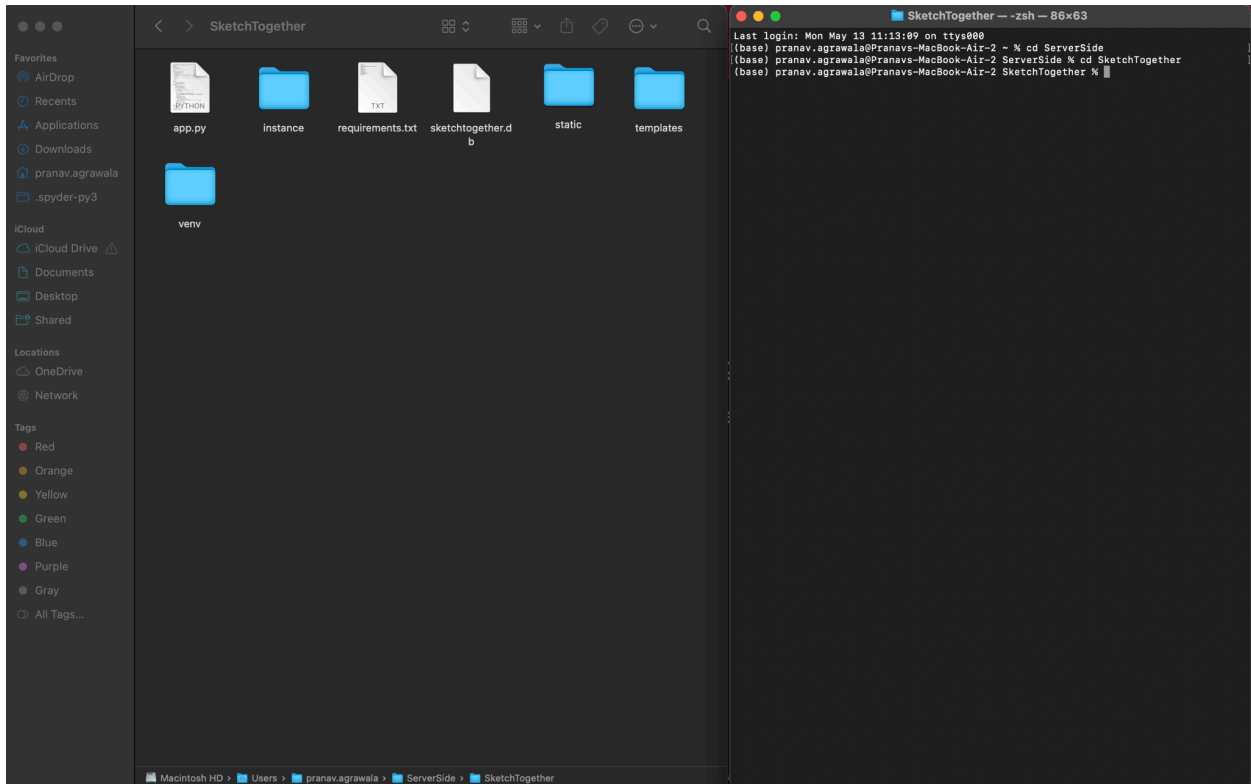 SketchTogether
Favorites
AirDrop
Recents
Applications
Downloads
pranav.agrawala
.spyder-py3
iCloud
iCloud Drive
Documents
Desktop
Shared
Locations
OneDrive
Network
Tags
Red
Orange
Yellow
Green
Blue
Purple
Gray
All Tags...
PYTHON
TXT
app.py
instance
requirements.txt
sketchtogether.d
b
static
templates
venv
Macintosh HD › Users › pranav.agrawala › ServerSide › SketchTogether
SketchTogether — -zsh — 86×63
Last login: Mon May 13 11:13:09 on ttys000
[(base) pranav.agrawala@Pranavs-MacBook-Air-2 ~ % cd ServerSide ]
[(base) pranav.agrawala@Pranavs-MacBook-Air-2 ServerSide % cd SketchTogether ]
(base) pranav.agrawala@Pranavs-MacBook-Air-2 SketchTogether %